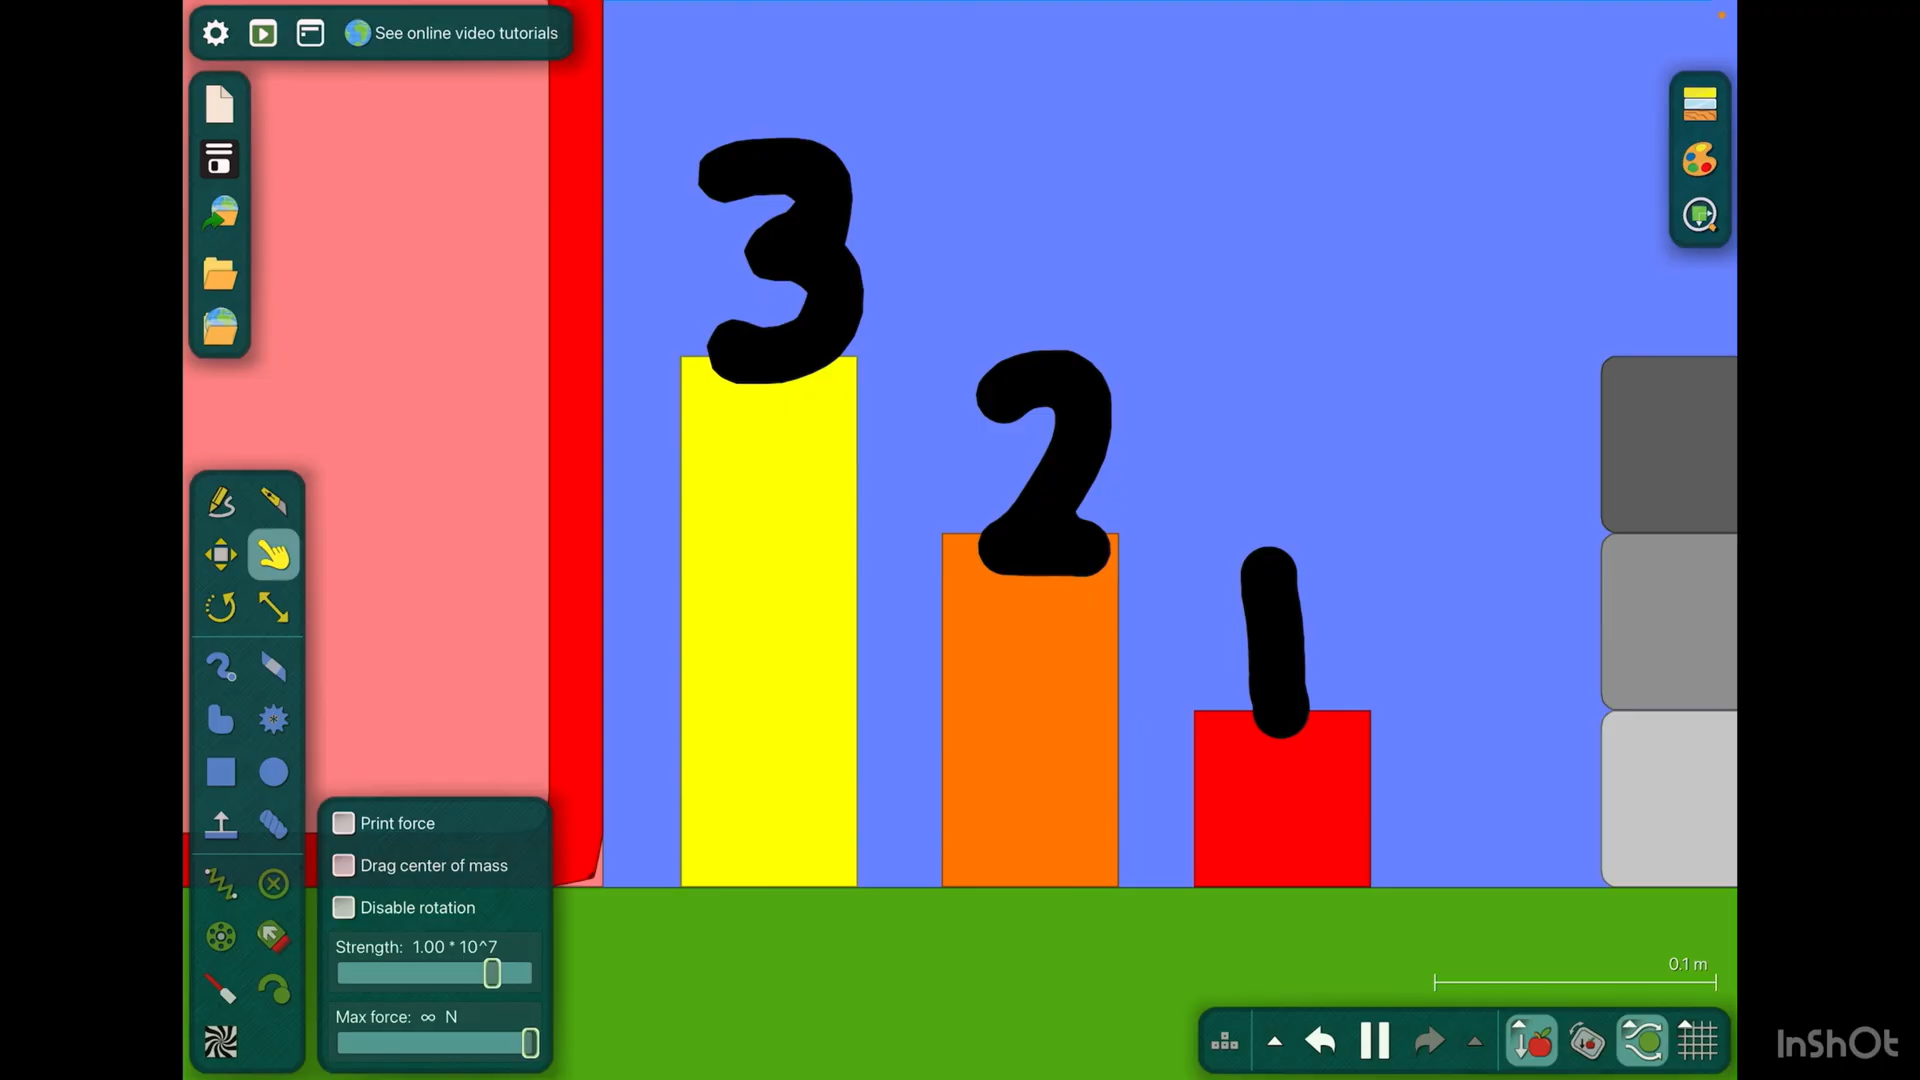 See online video tutorials
3
2
1
Print force
Drag center of mass
Disable rotation
Strength: 1.00 * 10^7
Max force: ∞ N
0.1 m
InShOt